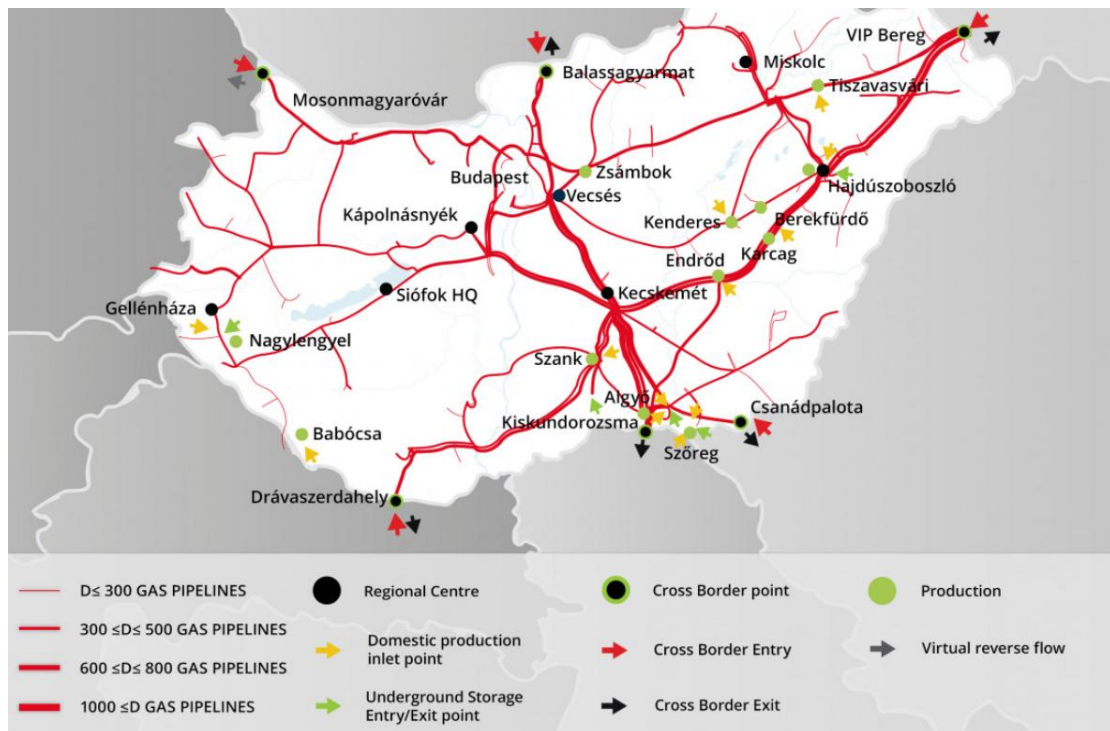 VIP Bereg
Miskolc
Balassagyarmat
Tiszavasvári
Mosonmagyaróvár
Zsámbok
Budapest
Hajdúszoboszló
Vecsés
Kápolnásnyék
Kenderes
Berekfürdő
Karcag
Endrőd
Siófok HQ
Kecskemét
Gellénháza
Nagylengyel
Szank
Algyő
Csanádpalota
Kiskundorozsma
Babócsa
Szőreg
Drávaszerdahely
D≤ 300 GAS PIPELINES
300 ≤D≤ 500 GAS PIPELINES
600 ≤D≤ 800 GAS PIPELINES
1000 ≤D GAS PIPELINES
Regional Centre
Domestic production
inlet point
Underground Storage
Entry/Exit point
Cross Border point
Cross Border Entry
Cross Border Exit
Production
Virtual reverse flow